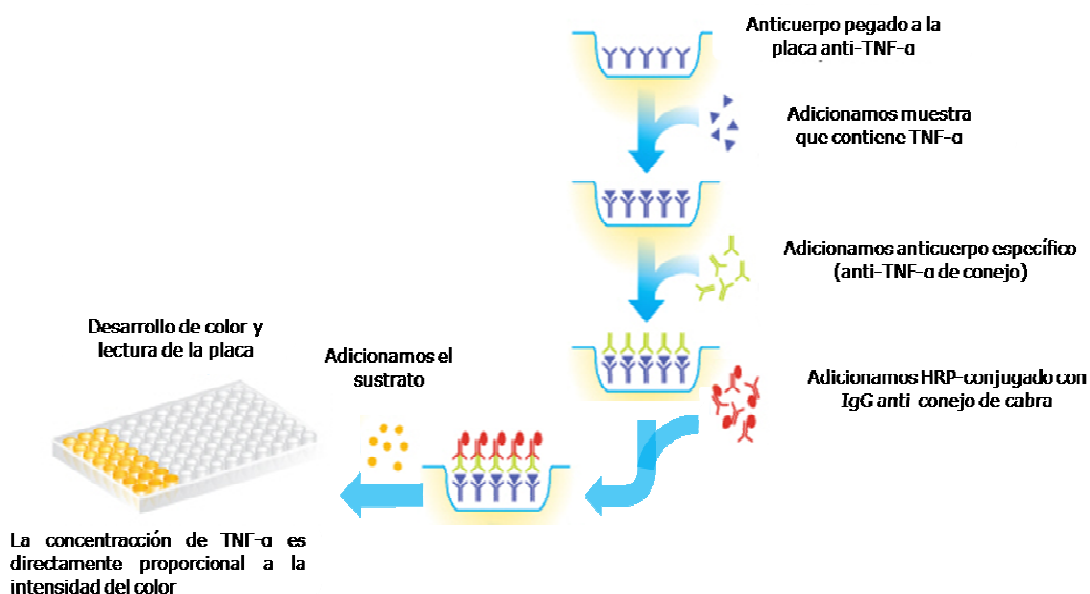 Anticuerpo pegado a la
placa anti-TNF-α
Adicionamos muestra
que contiene TNF-α
Adicionamos anticuerpo específico
(anti-TNF-α de conejo)
Adicionamos HRP-conjugado con
IgG anti conejo de cabra
Adicionamos el
sustrato
Desarrollo de color y
lectura de la placa
La concentracción de TNF-α es
directamente proporcional a la
intensidad del color